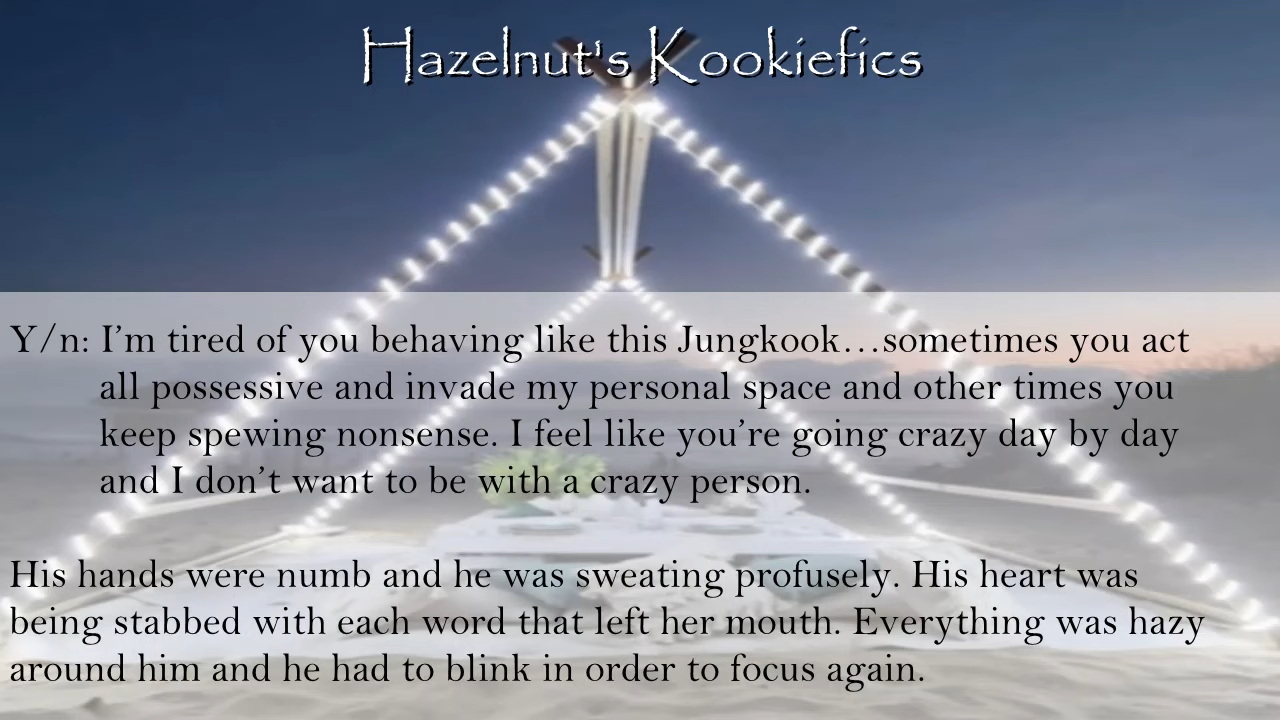 Hazelnut's Kookiefics
Y/n: I’m tired of you behaving like this Jungkook…sometimes you act
all possessive and invade my personal space and other times you
keep spewing nonsense. I feel like you’re going crazy day by day
and I don’t want to be with a crazy person.
His hands were numb and he was sweating profusely. His heart was
being stabbed with each word that left her mouth. Everything was hazy
around him and he had to blink in order to focus again.